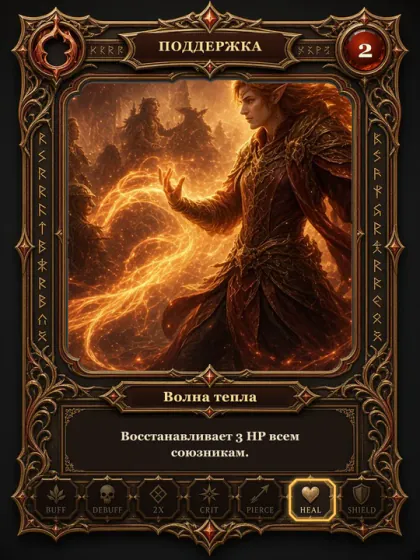 ПОДДЕРЖКА
2
Волна тепла
Восстанавливает 3 HP всем
союзникам.
BUFF DEBUFF 2X CRIT PIERCE HEAL SHIELD